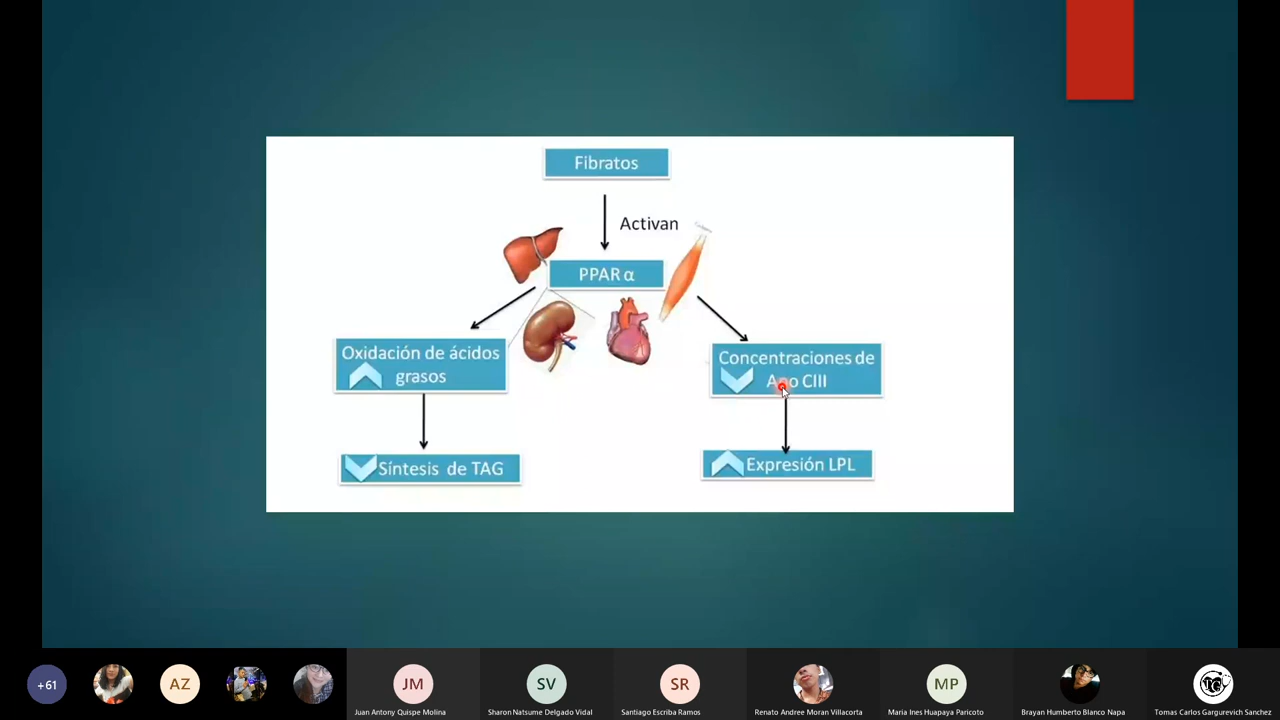 Fibratos
Activan
PPAR α
Oxidación de ácidos
grasos
Concentraciones de
Apo CIII
Síntesis de TAG
Expresión LPL
+61
AZ
JM
SV
SR
MP
Juan Antony Quispe Molina
Sharon Natsume Delgado Vidal
Santiago Escriba Ramos
Renato Andree Moran Villacorta
Maria Ines Huapaya Paricoto
Brayan Humberto Blanco Napa
Tomas Carlos Gargurevich Sanchez